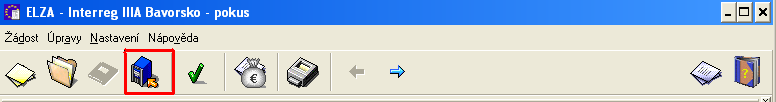 ELZA - Interreg IIIA Bavorsko - pokus
Žádost Úpravy Nastavení Nápověda